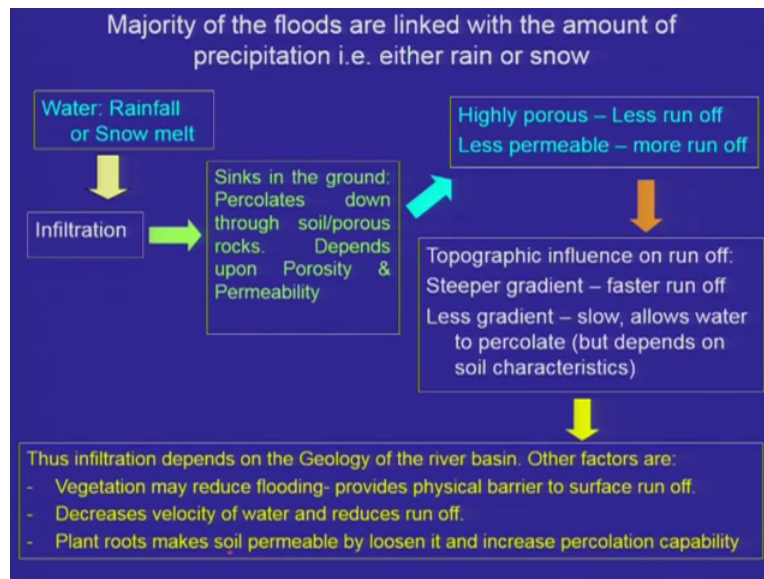 Majority of the floods are linked with the amount of
precipitation i.e. either rain or snow
Water: Rainfall
or Snow melt
Infiltration
Sinks in the ground:
Percolates down
through soil/porous
rocks. Depends
upon Porosity &
Permeability
Highly porous – Less run off
Less permeable – more run off
Topographic influence on run off:
Steeper gradient – faster run off
Less gradient – slow, allows water
to percolate (but depends on
soil characteristics)
Thus infiltration depends on the Geology of the river basin. Other factors are:
- Vegetation may reduce flooding- provides physical barrier to surface run off.
- Decreases velocity of water and reduces run off.
- Plant roots makes soil permeable by loosen it and increase percolation capability